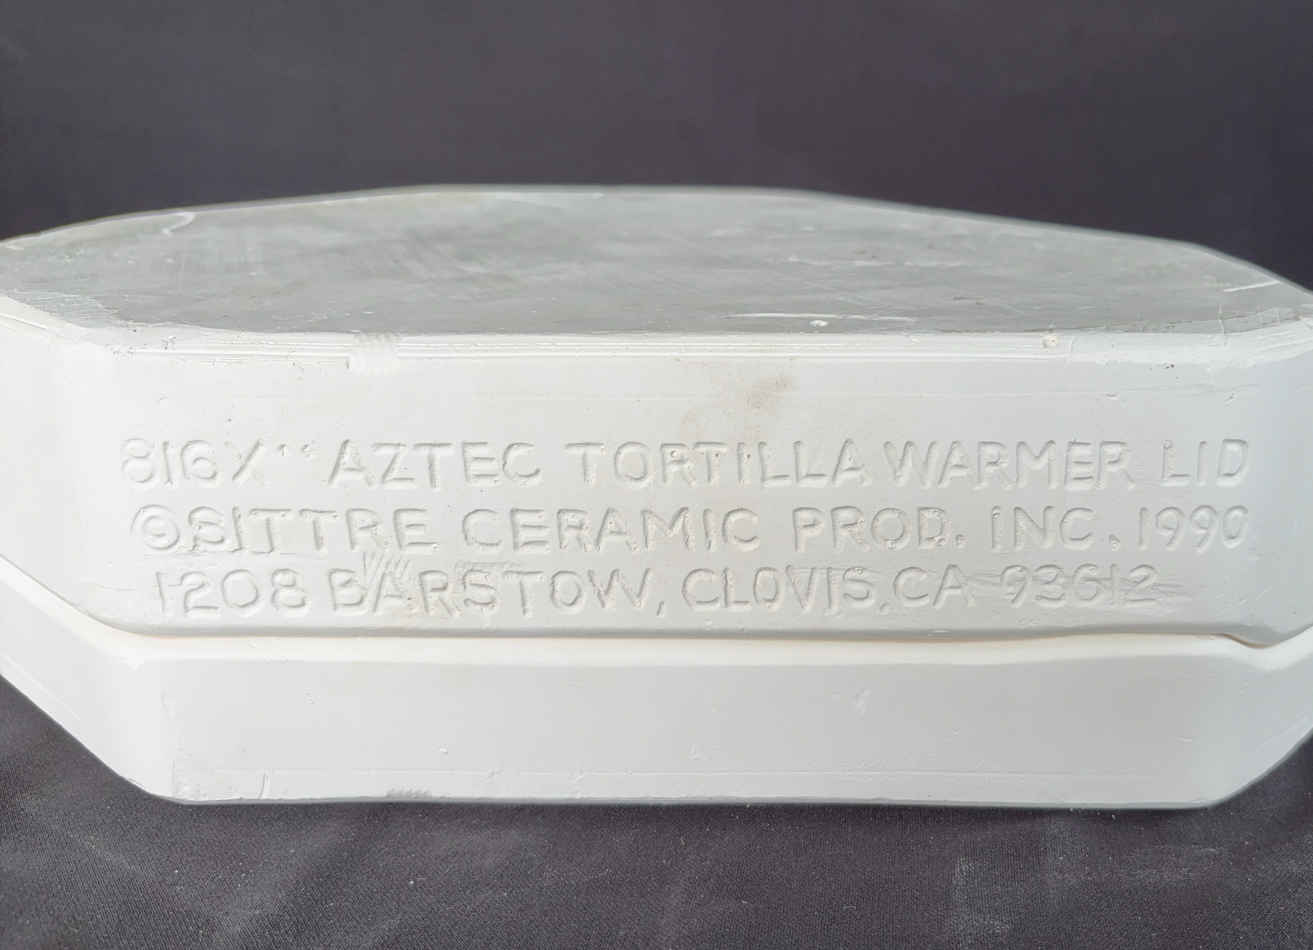 816X" AZTEC TORTILLA WARMER LID
©SITTRE CERAMIC PROD. INC. 1990
1208 BARSTOW, CLOVIS, CA 93612